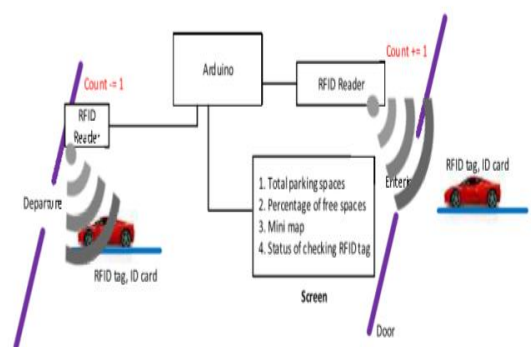 Count -= 1
RFID
Reader
Departure
RFID tag, ID card
Arduino
RFID Reader
Count += 1
1. Total parking spaces
2. Percentage of free spaces
3. Mini map
4. Status of checking RFID tag
Screen
RFID tag, ID card
Door